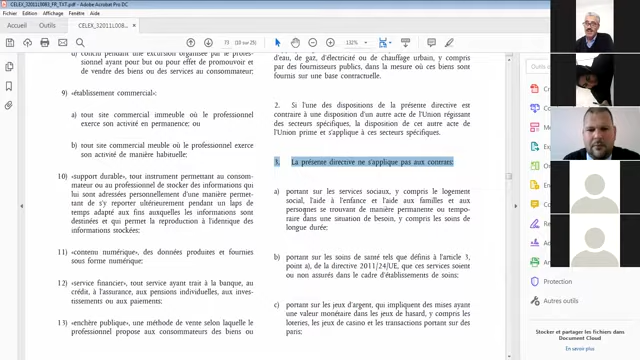 CELEX_32011L0083_FR_TXT.pdf - Adobe Acrobat Reader DC
Fichier Edition Affichage Fenêtre Aide
Accueil
Outils
CELEX_32011L0083...
73
(10 sur 25)
132%
a) conclu pendant une excursion organisée par le profes-
sionnel ayant pour but ou pour effet de promouvoir et
de vendre des biens ou des services au consommateur;
9) «établissement commercial»:
a) tout site commercial immeuble où le professionnel
exerce son activité en permanence; ou
b) tout site commercial meuble où le professionnel exerce
son activité de manière habituelle;
10) «support durable», tout instrument permettant au consom-
mateur ou au professionnel de stocker des informations qui
lui sont adressées personnellement d'une manière permet-
tant de s'y reporter ultérieurement pendant un laps de
temps adapté aux fins auxquelles les informations sont
destinées et qui permet la reproduction à l'identique des
informations stockées;
11) «contenu numérique», des données produites et fournies
sous forme numérique;
12) «service financier», tout service ayant trait à la banque, au
crédit, à l'assurance, aux pensions individuelles, aux inves-
tissements ou aux paiements;
13) «enchère publique», une méthode de vente selon laquelle le
professionnel propose aux consommateurs des biens ou
d'eau, de gaz, d'électricité ou de chauffage urbain, y compris
par des fournisseurs publics, dans la mesure où ces biens sont
fournis sur une base contractuelle.
2. Si l'une des dispositions de la présente directive est
contraire à une disposition d'un autre acte de l'Union régissant
des secteurs spécifiques, la disposition de cet autre acte de
l'Union prime et s'applique à ces secteurs spécifiques.
3. La présente directive ne s'applique pas aux contrats:
a) portant sur les services sociaux, y compris le logement
social, l'aide à l'enfance et l'aide aux familles et aux
personnes se trouvant de manière permanente ou tempo-
raire dans une situation de besoin, y compris les soins de
longue durée;
b) portant sur les soins de santé tels que définis à l'article 3,
point a), de la directive 2011/24/UE, que ces services soient
ou non assurés dans le cadre d'établissements de soins;
c) portant sur les jeux d'argent, qui impliquent des mises ayant
une valeur monétaire dans les jeux de hasard, y compris les
loteries, les jeux de casino et les transactions portant sur des
paris;
Protection
Autres outils
Stocker et partager les fichiers dans
Document Cloud
En savoir plus